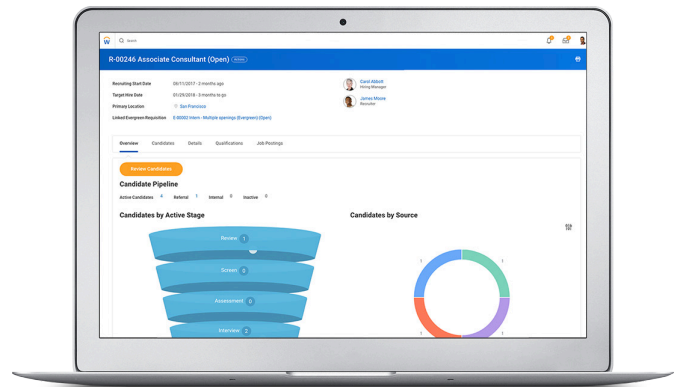 Search
R-00246 Associate Consultant (Open)
Recruiting Start Date 08/11/2017 - 2 months ago
Target Hire Date 01/29/2018 - 3 months to go
Primary Location San Francisco
Linked Evergreen Requisition E-00002 Intern - Multiple openings (Evergreen) (Open)
Carol Abbott
Hiring Manager
James Moore
Recruiter
Overview Candidates Details Qualifications Job Postings
Review Candidates
Candidate Pipeline
Active Candidates 4 Referral 1 Internal 0 Inactive 0
Candidates by Active Stage
Candidates by Source
Review 1
Screen 0
Assessment 0
Interview 2
1 1
1 1